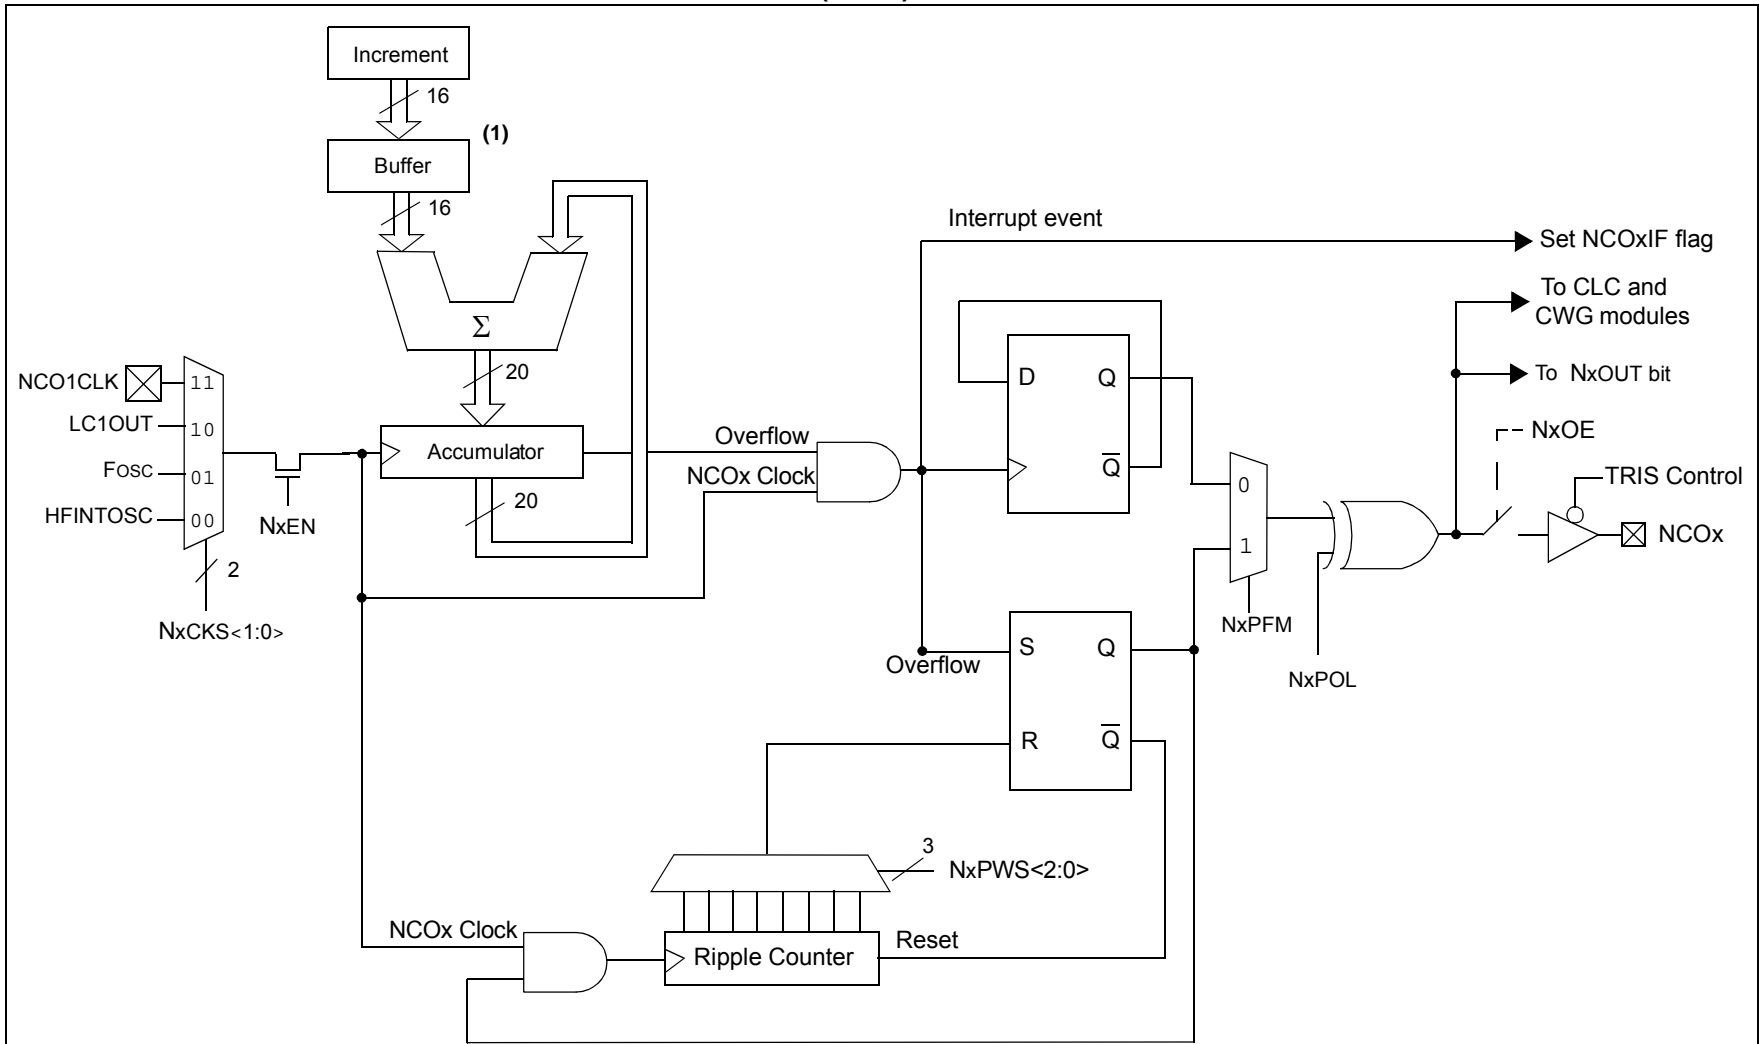 Increment
16
(1)
Buffer
16
Interrupt event
Set NCOxIF flag
To CLC and
CWG modules
Σ
20
D
Q
To NxOUT bit
NCO1CLK
11
LC1OUT
10
FOSC
01
HFINTOSC
00
NxEN
2
NxCKS<1:0>
Accumulator
20
Overflow
NCOx Clock
Q
0
1
NxPFM
NxPOL
NxOE
TRIS Control
NCOx
Overflow
S
Q
R
Q
3
NxPWS<2:0>
NCOx Clock
Ripple Counter
Reset